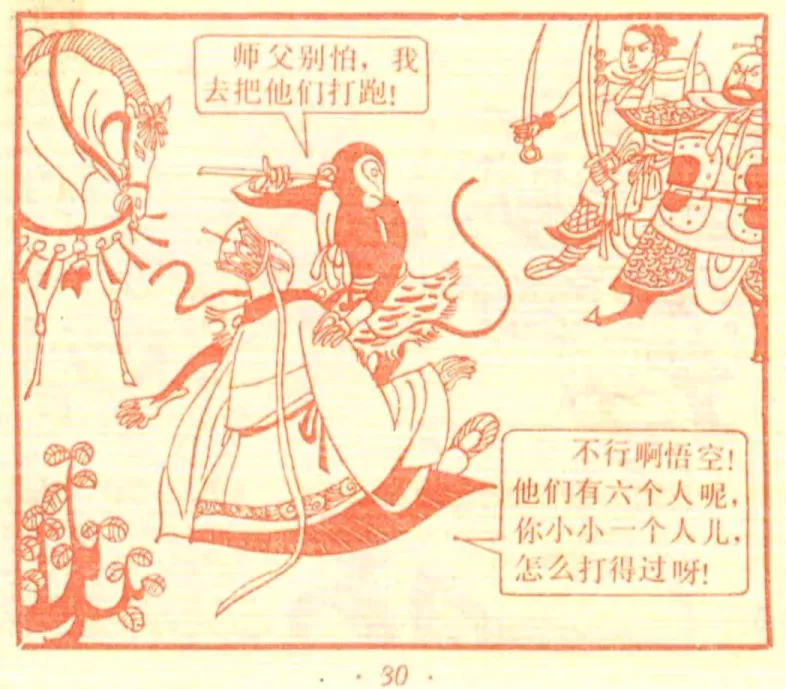 师父别怕，我
去把他们打跑！
不行啊悟空！
他们有六个人呢，
你小小一个人儿，
怎么打得过呀！
· 30 ·